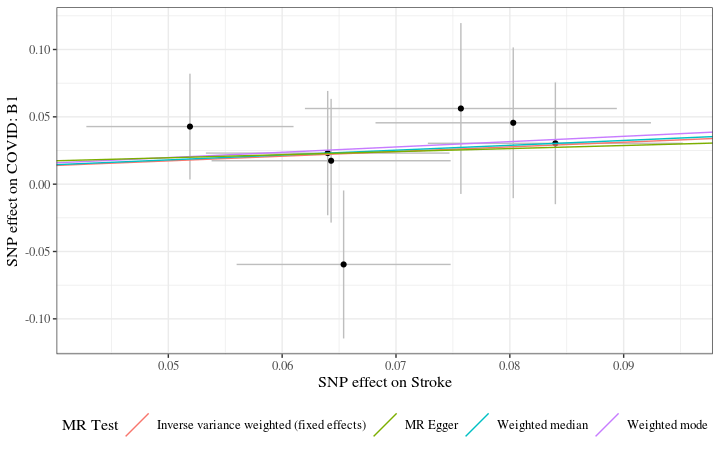 SNP effect on COVID: B1
0.10
0.05
0.00
-0.05
-0.10
0.05 0.06 0.07 0.08 0.09
SNP effect on Stroke
MR Test Inverse variance weighted (fixed effects) MR Egger Weighted median Weighted mode